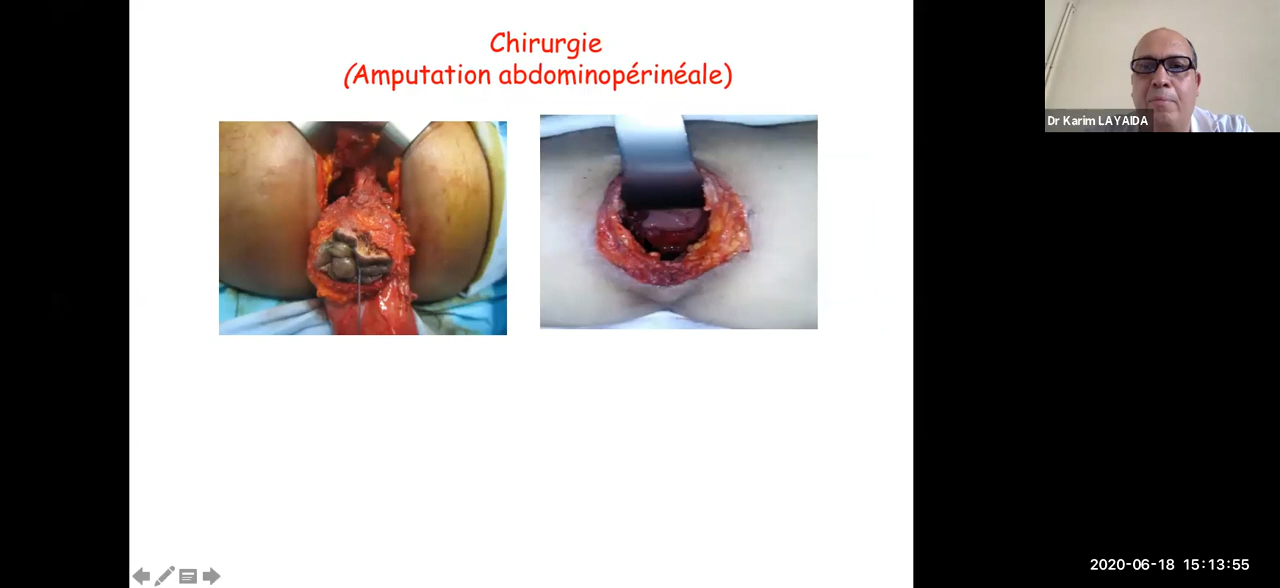 Chirurgie
(Amputation abdominopérinéale)
Dr Karim LAYAIDA
2020-06-18 15:13:55